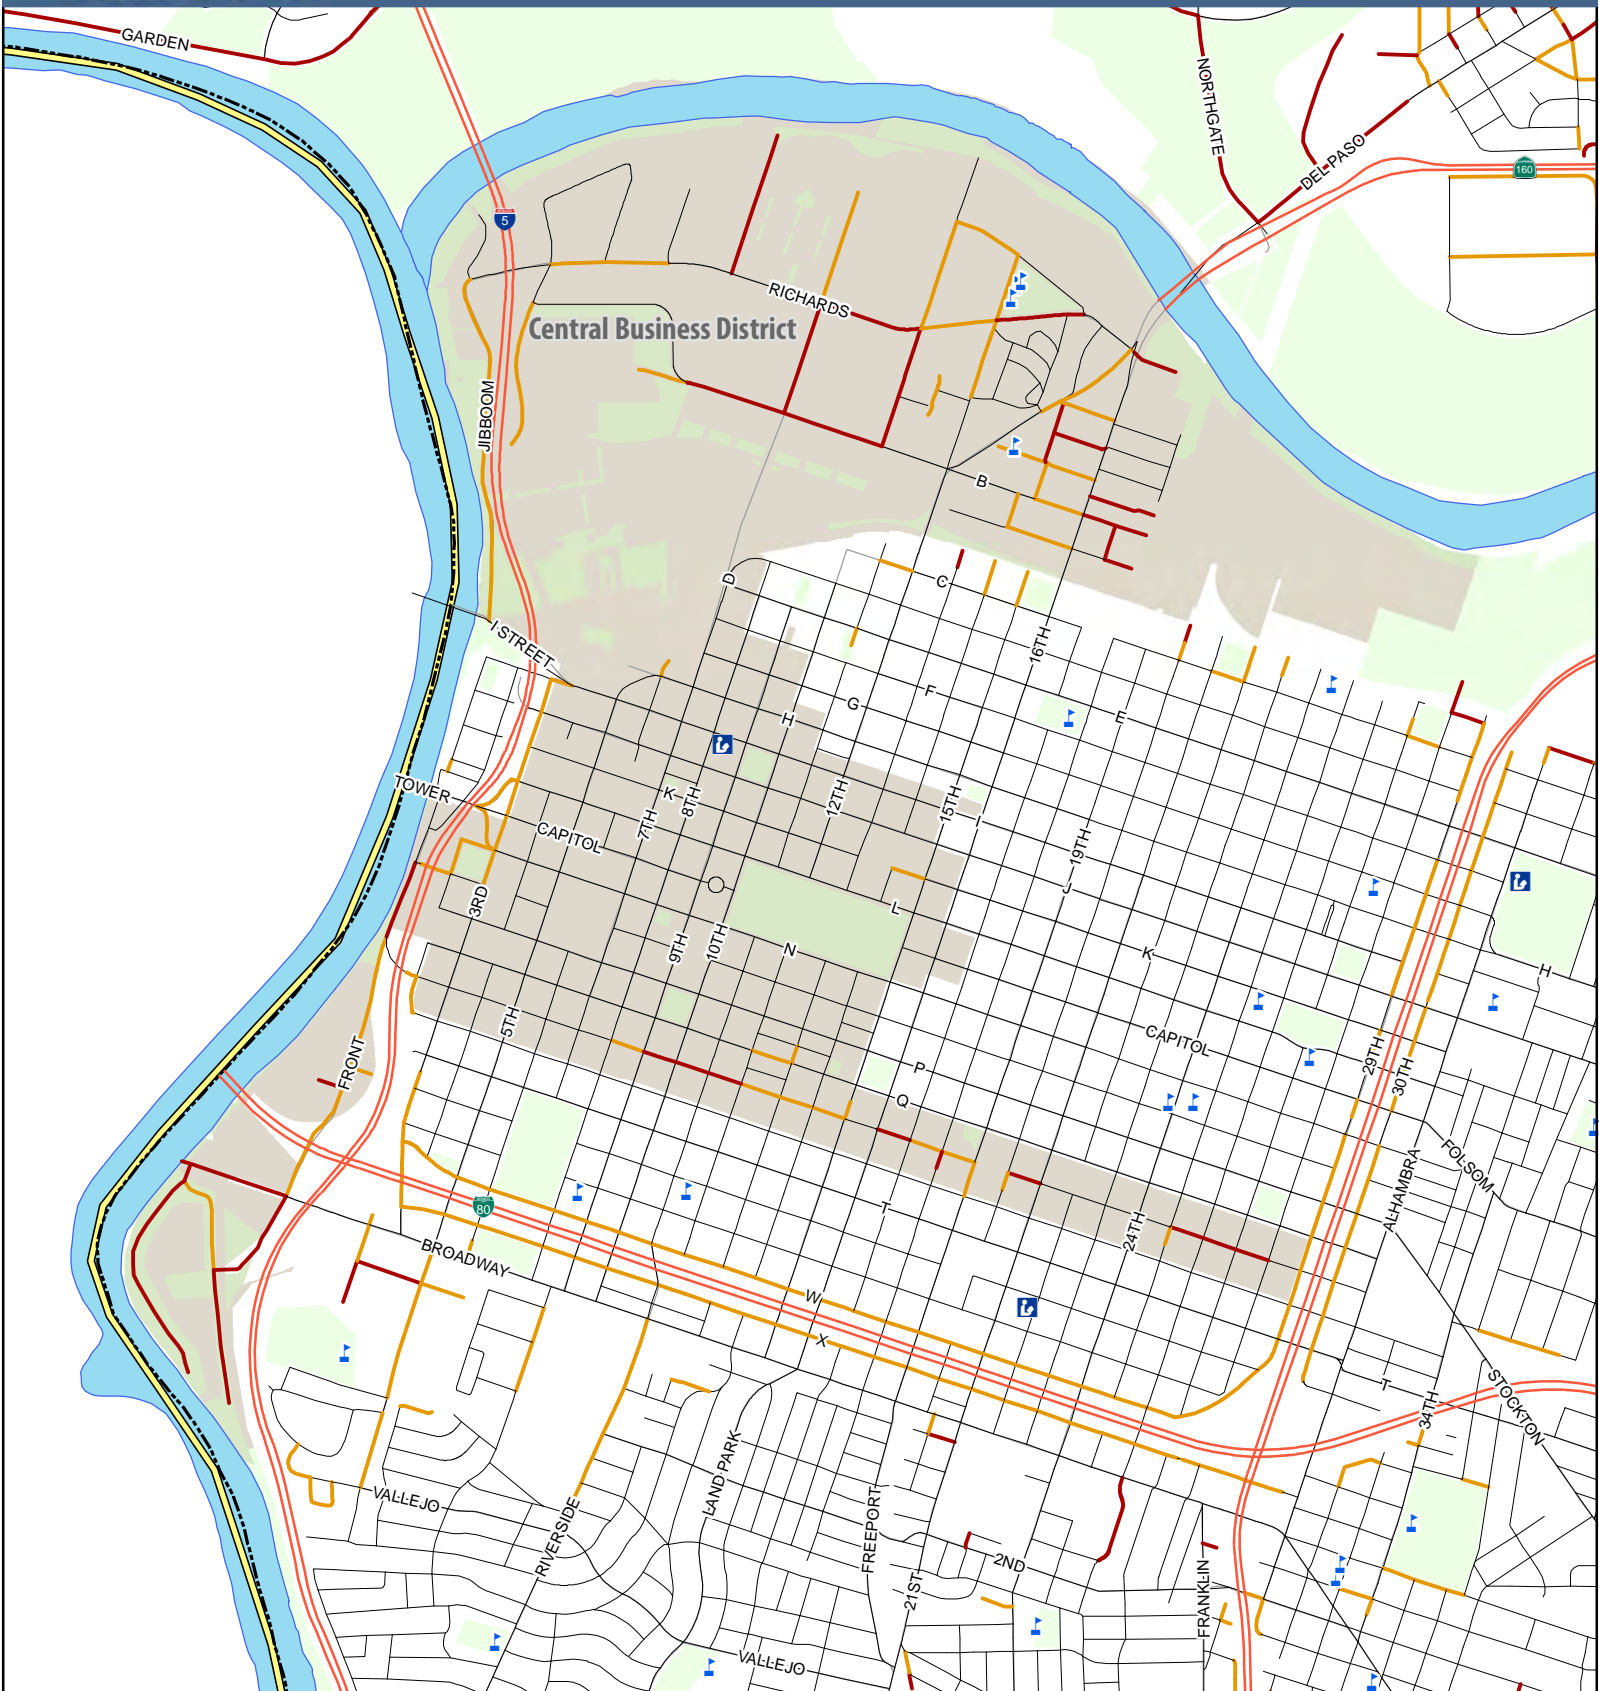 GARDEN
NORTHGATE
DEL PASO
160
5
RICHARDS
Central Business District
JIBBOOM
B
D
C
I STREET
16TH
F
G
E
H
TOWER
K
12TH
15TH
I
7TH
8TH
CAPITOL
19TH
J
3RD
L
N
9TH
10TH
K
H
5TH
CAPITOL
FRONT
P
29TH
30TH
Q
FOLSOM
ALHAMBRA
80
T
24TH
BROADWAY
W
X
T
34TH
STOCKTON
LAND PARK
VALLEJO
RIVERSIDE
FREEPORT
2ND
21ST
FRANKLIN
VALLEJO